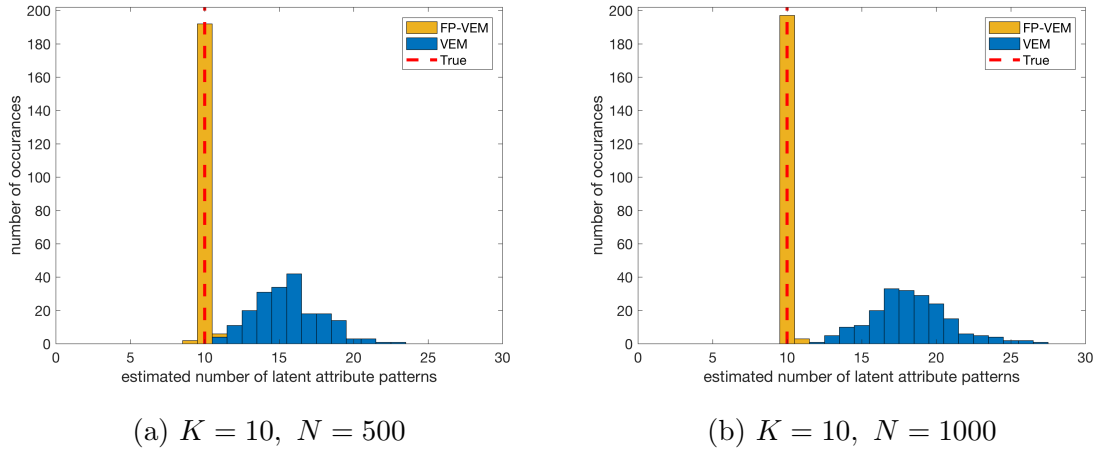 200
180
160
140
120
100
80
60
40
20
0
number of occurances
FP-VEM
VEM
True
0 5 10 15 20 25 30
estimated number of latent attribute patterns
(a) K = 10, N = 500
200
180
160
140
120
100
80
60
40
20
0
number of occurances
FP-VEM
VEM
True
0 5 10 15 20 25 30
estimated number of latent attribute patterns
(b) K = 10, N = 1000